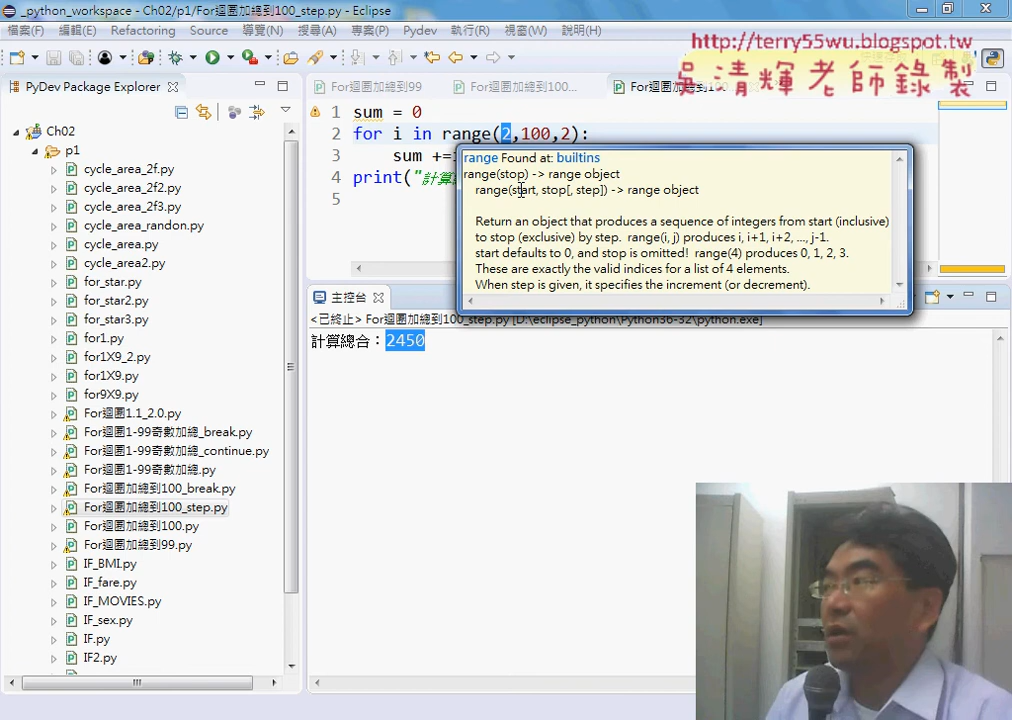 _python_workspace - Ch02/p1/For迴圈加總到100_step.py - Eclipse
檔案(F) 編輯(E) Refactoring Source 導覽(N) 搜尋(A) 專案(P) Pydev 執行(R) 視窗(W) 說明(H)
http://terry55wu.blogspot.tw
吳清輝老師錄製
PyDev Package Explorer
For迴圈加總到99
For迴圈加總到100...
Ch02
p1
cycle_area_2f.py
cycle_area_2f2.py
cycle_area_2f3.py
cycle_area_randon.py
cycle_area.py
cycle_area2.py
for_star.py
for_star2.py
for_star3.py
for1.py
for1X9_2.py
for1X9.py
for9X9.py
For迴圈1.1_2.0.py
For迴圈1-99奇數加總_break.py
For迴圈1-99奇數加總_continue.py
For迴圈1-99奇數加總.py
For迴圈加總到100_break.py
For迴圈加總到100_step.py
For迴圈加總到100.py
For迴圈加總到99.py
IF_BMI.py
IF_fare.py
IF_MOVIES.py
IF_sex.py
IF.py
IF2.py
1 sum = 0
2 for i in range(2,100,2):
3 sum +=i
4 print("計算
5
range Found at: builtins
range(stop) -> range object
range(start, stop[, step]) -> range object
Return an object that produces a sequence of integers from start (inclusive)
to stop (exclusive) by step. range(i, j) produces i, i+1, i+2, ..., j-1.
start defaults to 0, and stop is omitted! range(4) produces 0, 1, 2, 3.
These are exactly the valid indices for a list of 4 elements.
When step is given, it specifies the increment (or decrement).
主控台
<已終止> For迴圈加總到100_step.py [D:\eclipse_python\Python36-32\python.exe]
計算總合：2450